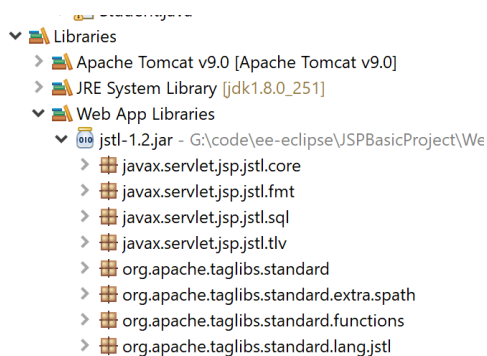 Student.java
Libraries
Apache Tomcat v9.0 [Apache Tomcat v9.0]
JRE System Library [jdk1.8.0_251]
Web App Libraries
jstl-1.2.jar - G:\code\ee-eclipse\JSPBasicProject\We
javax.servlet.jsp.jstl.core
javax.servlet.jsp.jstl.fmt
javax.servlet.jsp.jstl.sql
javax.servlet.jsp.jstl.tlv
org.apache.taglibs.standard
org.apache.taglibs.standard.extra.spath
org.apache.taglibs.standard.functions
org.apache.taglibs.standard.lang.jstl